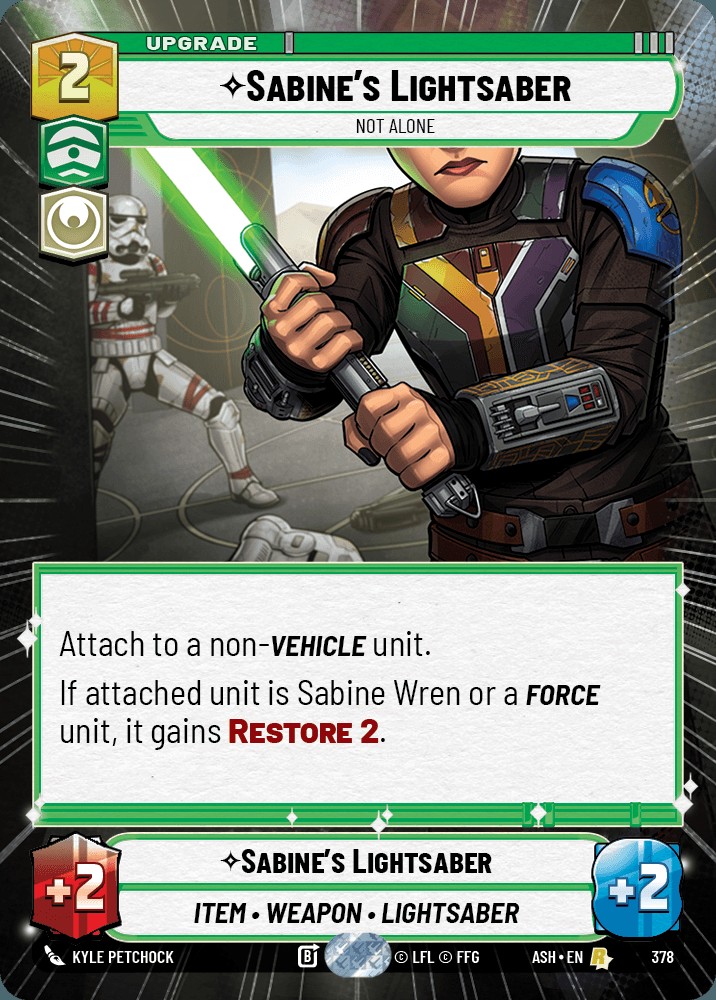 UPGRADE
2
✧SABINE'S LIGHTSABER
NOT ALONE
Attach to a non-VEHICLE unit.
If attached unit is Sabine Wren or a FORCE
unit, it gains RESTORE 2.
+2
✧SABINE'S LIGHTSABER
+2
ITEM • WEAPON • LIGHTSABER
KYLE PETCHOCK
B
© LFL © FFG
ASH • EN
R
378